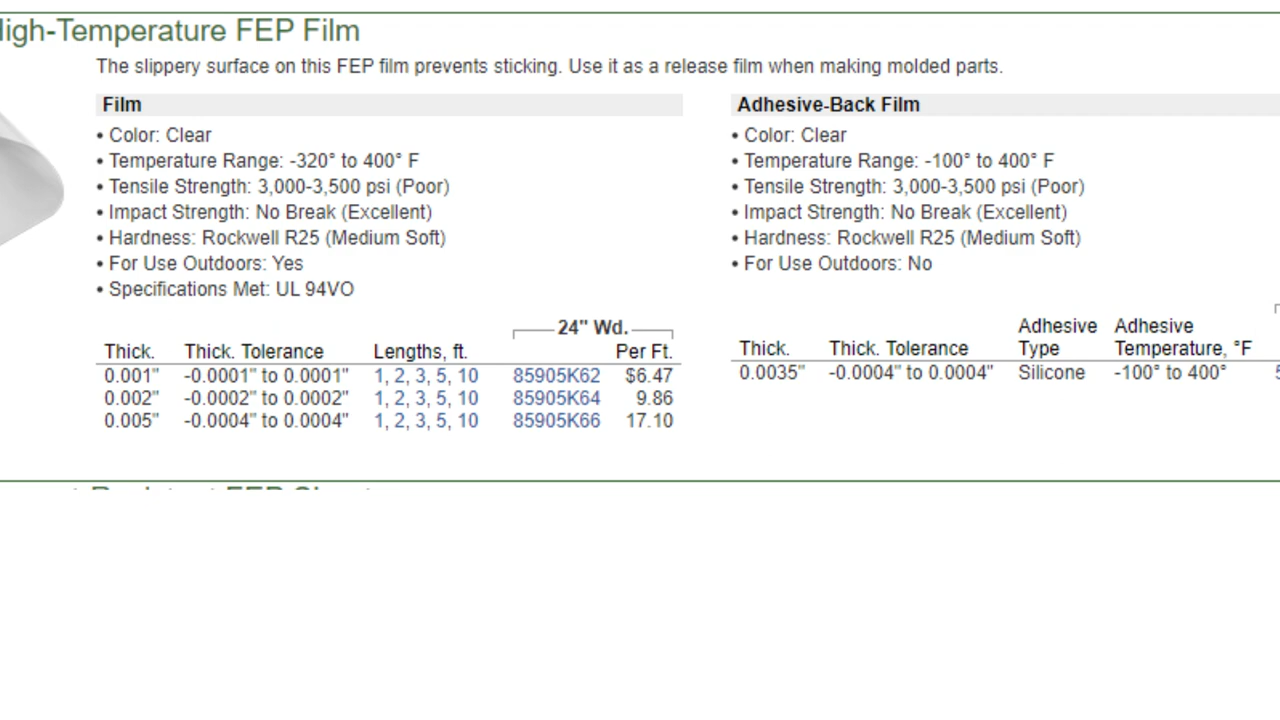 High-Temperature FEP Film
The slippery surface on this FEP film prevents sticking. Use it as a release film when making molded parts.
Film
• Color: Clear
• Temperature Range: -320° to 400° F
• Tensile Strength: 3,000-3,500 psi (Poor)
• Impact Strength: No Break (Excellent)
• Hardness: Rockwell R25 (Medium Soft)
• For Use Outdoors: Yes
• Specifications Met: UL 94VO
24" Wd.
Thick. Thick. Tolerance Lengths, ft. Per Ft.
0.001" -0.0001" to 0.0001" 1, 2, 3, 5, 10 85905K62 $6.47
0.002" -0.0002" to 0.0002" 1, 2, 3, 5, 10 85905K64 9.86
0.005" -0.0004" to 0.0004" 1, 2, 3, 5, 10 85905K66 17.10
Adhesive-Back Film
• Color: Clear
• Temperature Range: -100° to 400° F
• Tensile Strength: 3,000-3,500 psi (Poor)
• Impact Strength: No Break (Excellent)
• Hardness: Rockwell R25 (Medium Soft)
• For Use Outdoors: No
Adhesive Adhesive
Thick. Thick. Tolerance Type Temperature, °F
0.0035" -0.0004" to 0.0004" Silicone -100° to 400°